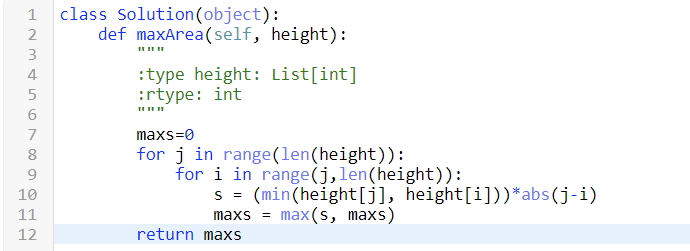 1 class Solution(object):
2     def maxArea(self, height):
3         """
4         :type height: List[int]
5         :rtype: int
6         """
7         maxs=0
8         for j in range(len(height)):
9             for i in range(j,len(height)):
10                 s = (min(height[j], height[i]))*abs(j-i)
11                 maxs = max(s, maxs)
12         return maxs